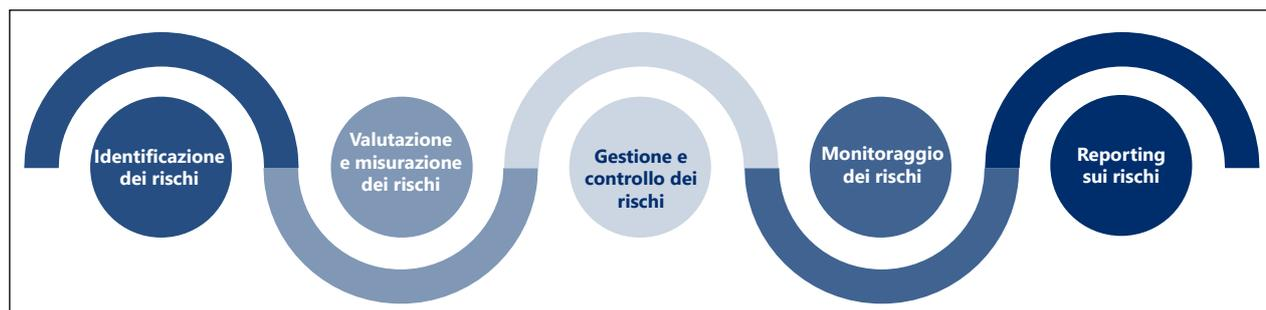 Identificazione
dei rischi
Valutazione
e misurazione
dei rischi
Gestione e
controllo dei
rischi
Monitoraggio
dei rischi
Reporting
sui rischi